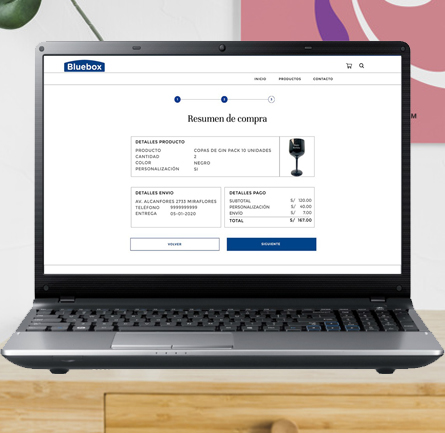 Bluebox
INICIO PRODUCTOS CONTACTO
1 2 3
Resumen de compra
DETALLES PRODUCTO
PRODUCTO COPAS DE GIN PACK 10 UNIDADES
CANTIDAD 2
COLOR NEGRO
PERSONALIZACIÓN SI
DETALLES ENVIO
AV. ALCANFORES 2733 MIRAFLORES
TELÉFONO 9999999999
ENTREGA 05-01-2020
DETALLES PAGO
SUBTOTAL S/ 120.00
PERSONALIZACIÓN S/ 40.00
ENVIO S/ 7.00
TOTAL S/ 167.00
VOLVER
SIGUIENTE
M